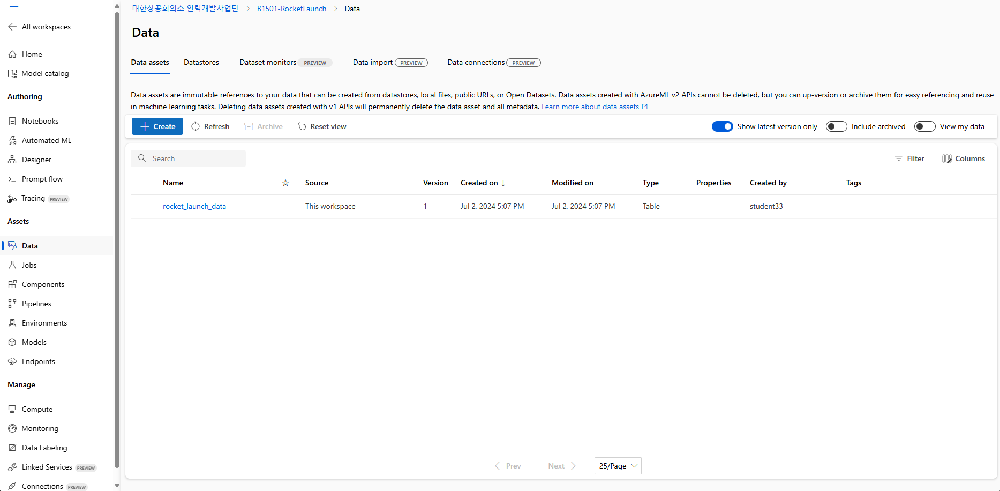 All workspaces
Home
Model catalog
Authoring
Notebooks
Automated ML
Designer
Prompt flow
Tracing PREVIEW
Assets
Data
Jobs
Components
Pipelines
Environments
Models
Endpoints
Manage
Compute
Monitoring
Data Labeling
Linked Services PREVIEW
Connections PREVIEW
대한상공회의소 인력개발사업단 > B1501-RocketLaunch > Data
Data
Data assets Datastores Dataset monitors PREVIEW Data import PREVIEW Data connections PREVIEW
Data assets are immutable references to your data that can be created from datastores, local files, public URLs, or Open Datasets. Data assets created with AzureML v2 APIs cannot be deleted, but you can up-version or archive them for easy referencing and reuse
in machine learning tasks. Deleting data assets created with v1 APIs will permanently delete the data asset and all metadata. Learn more about data assets
Create Refresh Archive Reset view Show latest version only Include archived View my data
Search Filter Columns
Name Source Version Created on ↓ Modified on Type Properties Created by Tags
rocket_launch_data This workspace 1 Jul 2, 2024 5:07 PM Jul 2, 2024 5:07 PM Table student33
Prev Next 25/Page